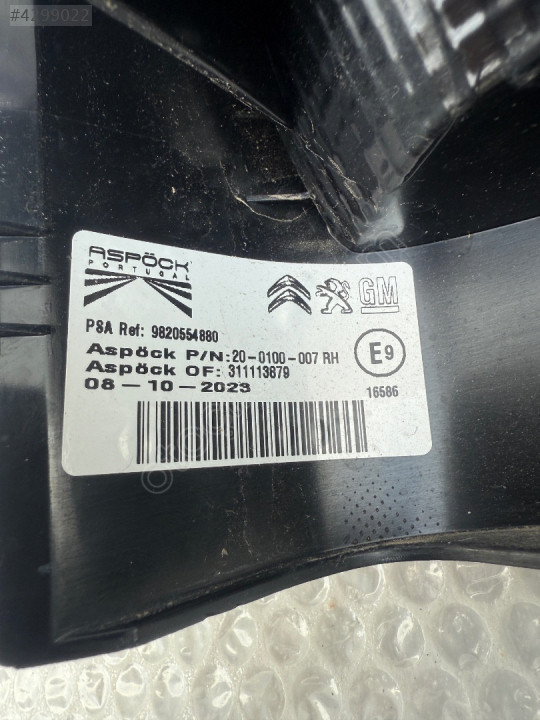 #4299022
ASPÖCK
PORTUGAL
GM
PSA Ref: 9820554880
Aspöck P/N: 20-0100-007 RH
Aspöck OF: 311113879
08-10-2023
E9
16586